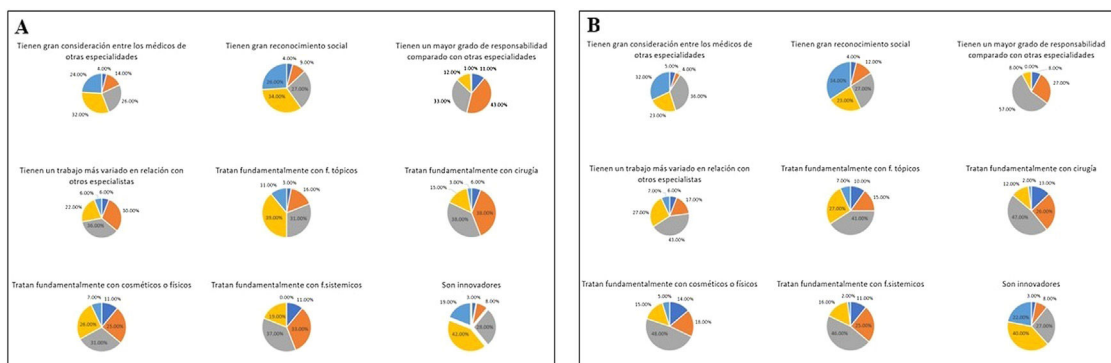 A
Tienen gran consideración entre los médicos de
otras especialidades
4.00%
24.00% 14.00%
26.00%
32.00%
Tienen gran reconocimiento social
4.00% 9.00%
26.00%
27.00%
34.00%
Tienen un mayor grado de responsabilidad
comparado con otras especialidades
12.00% 1.00% 11.00%
33.00%
43.00%
Tienen un trabajo más variado en relación con
otros especialistas
6.00% 6.00%
22.00% 30.00%
36.00%
Tratan fundamentalmente con f. tópicos
11.00% 3.00% 16.00%
39.00% 31.00%
Tratan fundamentalmente con cirugía
3.00% 6.00%
15.00%
38.00% 38.00%
Tratan fundamentalmente con cosméticos o físicos
7.00% 11.00%
26.00% 25.00%
31.00%
Tratan fundamentalmente con f.sistemicos
0.00% 11.00%
19.00% 33.00%
37.00%
Son innovadores
3.00% 8.00%
19.00%
28.00%
42.00%
B
Tienen gran consideración entre los médicos de
otras especialidades
5.00% 4.00%
32.00%
36.00%
23.00%
Tienen gran reconocimiento social
4.00% 12.00%
34.00%
27.00%
23.00%
Tienen un mayor grado de responsabilidad
comparado con otras especialidades
8.00% 0.00% 8.00%
27.00%
57.00%
Tienen un trabajo más variado en relación con
otros especialistas
7.00% 6.00%
27.00% 17.00%
43.00%
Tratan fundamentalmente con f. tópicos
7.00% 10.00%
27.00% 15.00%
41.00%
Tratan fundamentalmente con cirugía
12.00% 2.00% 13.00%
47.00% 26.00%
Tratan fundamentalmente con cosméticos o físicos
15.00% 5.00% 14.00%
18.00%
48.00%
Tratan fundamentalmente con f.sistemicos
16.00% 2.00% 11.00%
25.00%
46.00%
Son innovadores
3.00% 8.00%
22.00%
27.00%
40.00%